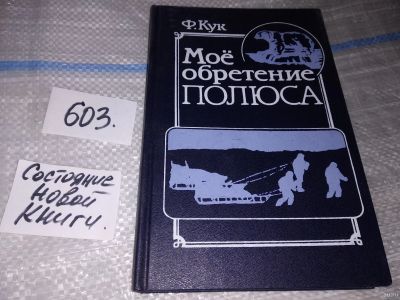 Ф. Кук
Моё
обретение
ПОЛЮСА
603.
Состояние
новой
Книги.